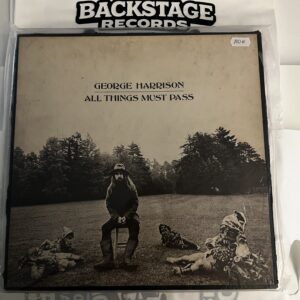 BACKSTAGE
RECORDS
GEORGE HARRISON
ALL THINGS MUST PASS